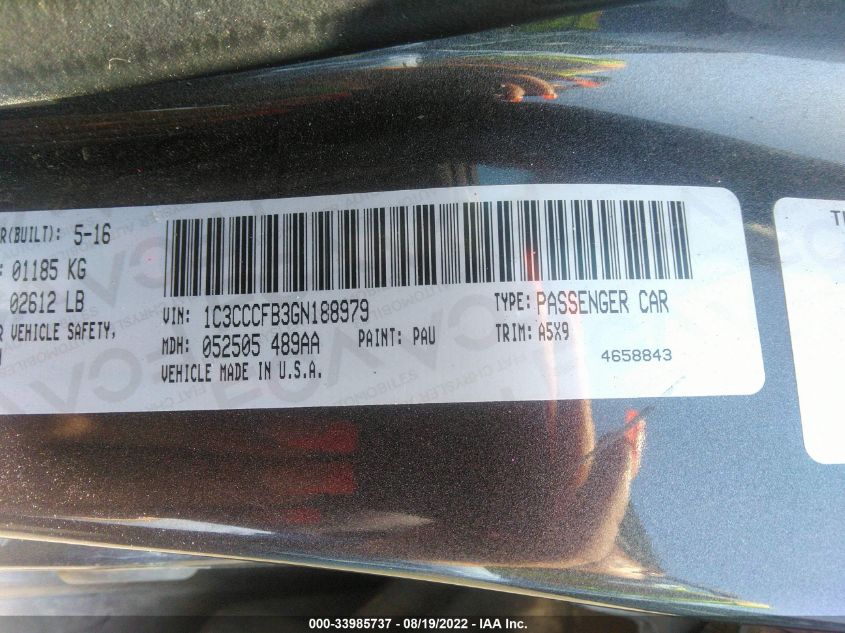 R(BUILT): 5-16
: 01185 KG
02612 LB
R VEHICLE SAFETY,
VIN: 1C3CCCFB3GN188979 TYPE: PASSENGER CAR
MDH: 052505 489AA PAINT: PAU TRIM: A5X9
VEHICLE MADE IN U.S.A. 4658843
000-33985737 - 08/19/2022 - IAA Inc.